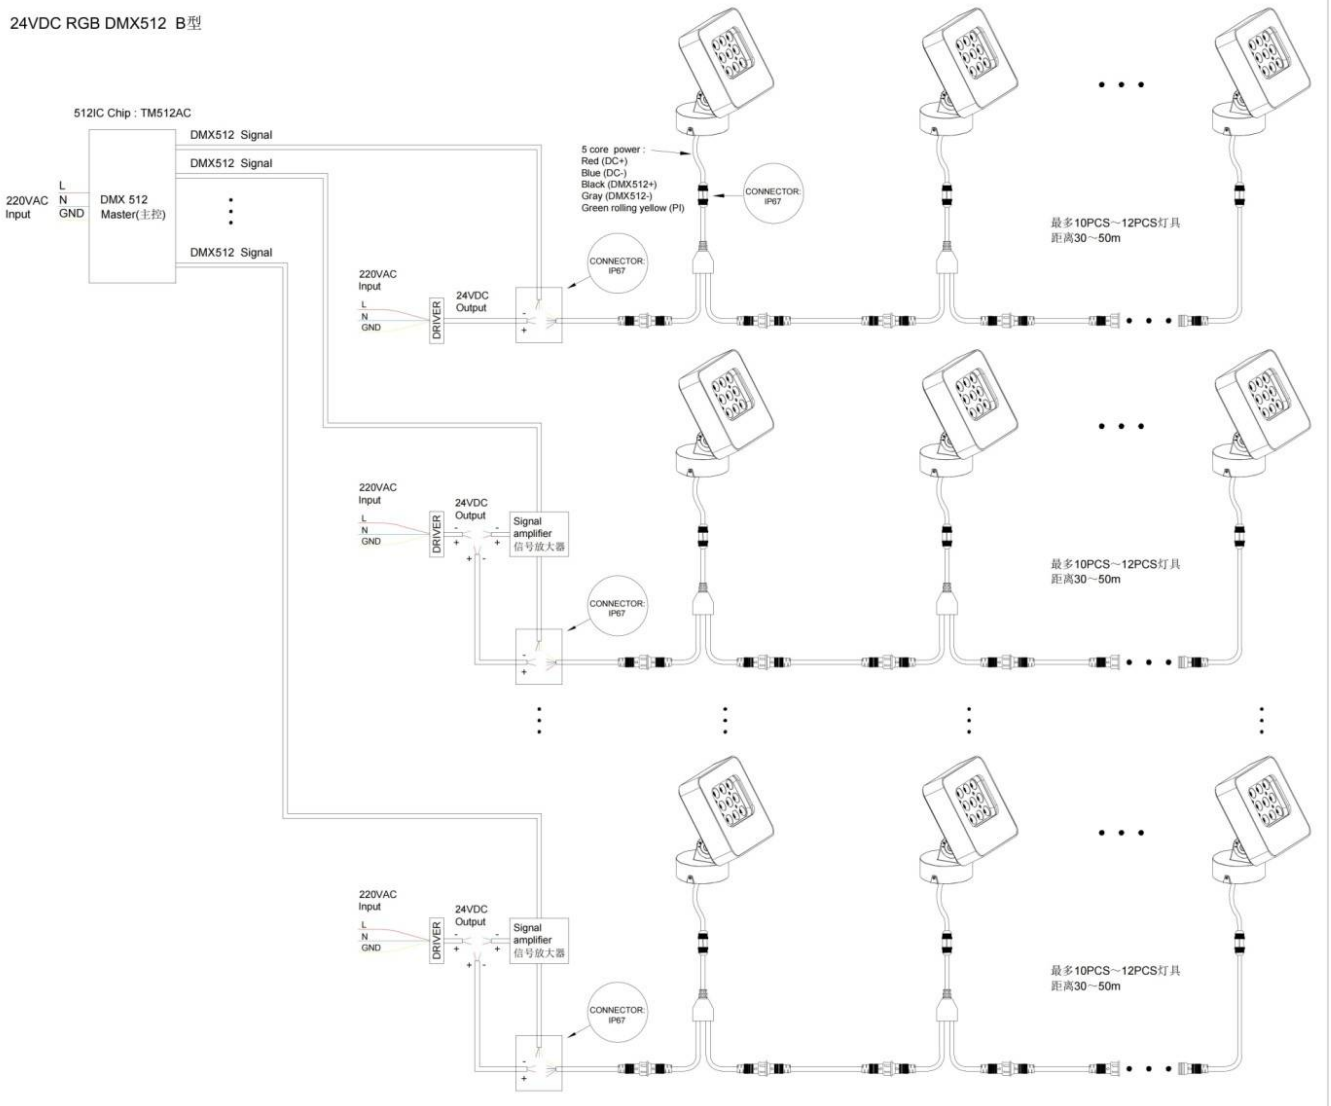 24VDC RGB DMX512 B型
512IC Chip : TM512AC
DMX512 Signal
DMX512 Signal
DMX512 Signal
220VAC
Input
L
N
GND
DMX 512
Master(主控)
5 core power :
Red (DC+)
Blue (DC-)
Black (DMX512+)
Gray (DMX512-)
Green rolling yellow (PI)
CONNECTOR:
IP67
最多10PCS～12PCS灯具
距离30～50m
CONNECTOR:
IP67
220VAC
Input
L
N
GND
DRIVER
24VDC
Output
-
+
220VAC
Input
L
N
GND
DRIVER
24VDC
Output
-
+
-
+
+ -
Signal
amplifier
信号放大器
最多10PCS～12PCS灯具
距离30～50m
CONNECTOR:
IP67
-
+
220VAC
Input
L
N
GND
DRIVER
24VDC
Output
-
+
-
+
+ -
Signal
amplifier
信号放大器
最多10PCS～12PCS灯具
距离30～50m
CONNECTOR:
IP67
-
+